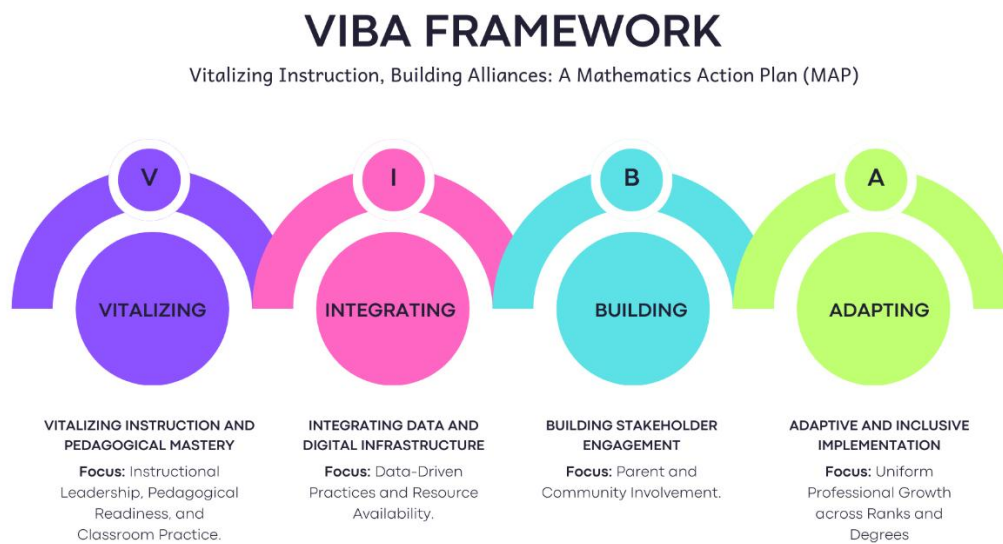 VIBA FRAMEWORK
Vitalizing Instruction, Building Alliances: A Mathematics Action Plan (MAP)
V
I
B
A
VITALIZING
INTEGRATING
BUILDING
ADAPTING
VITALIZING INSTRUCTION AND
PEDAGOGICAL MASTERY
Focus: Instructional
Leadership, Pedagogical
Readiness, and
Classroom Practice.
INTEGRATING DATA AND
DIGITAL INFRASTRUCTURE
Focus: Data-Driven
Practices and Resource
Availability.
BUILDING STAKEHOLDER
ENGAGEMENT
Focus: Parent and
Community Involvement.
ADAPTIVE AND INCLUSIVE
IMPLEMENTATION
Focus: Uniform
Professional Growth
across Ranks and
Degrees